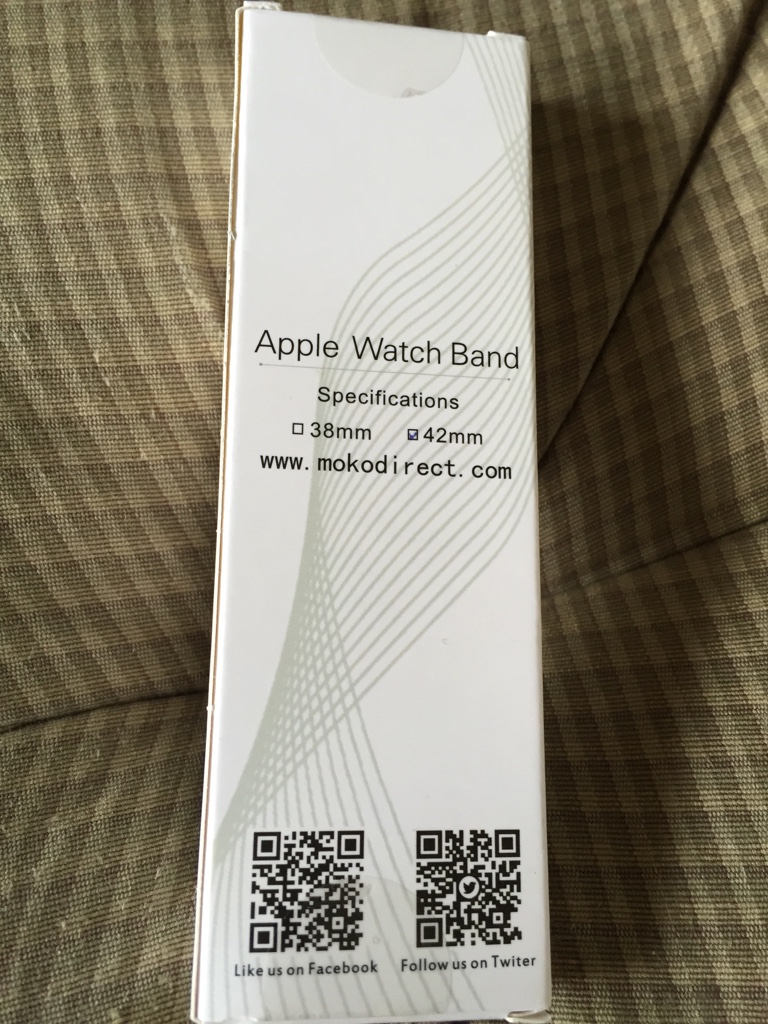 Apple Watch Band
Specifications
☐ 38mm ☑ 42mm
www.mokodirect.com
Like us on Facebook Follow us on Twiter